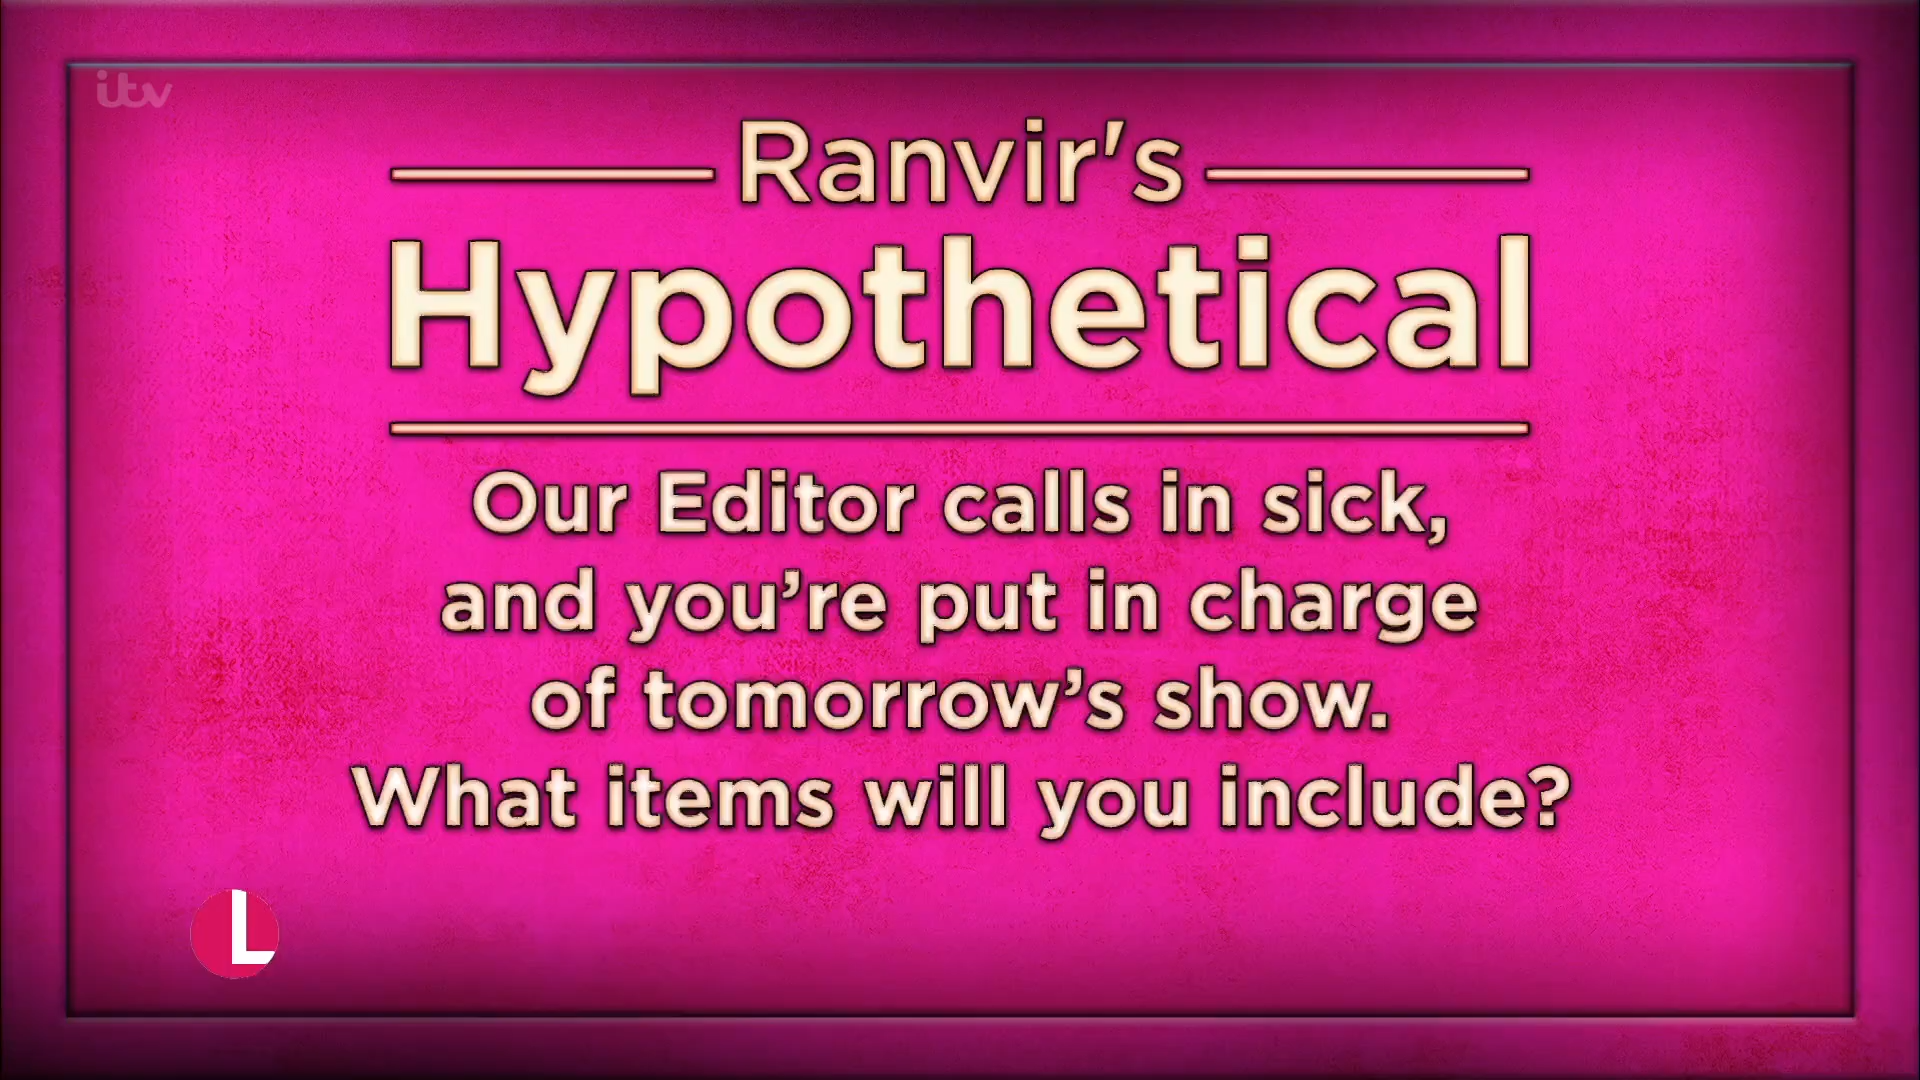 itv
Ranvir's
Hypothetical
Our Editor calls in sick,
and you’re put in charge
of tomorrow’s show.
What items will you include?
L